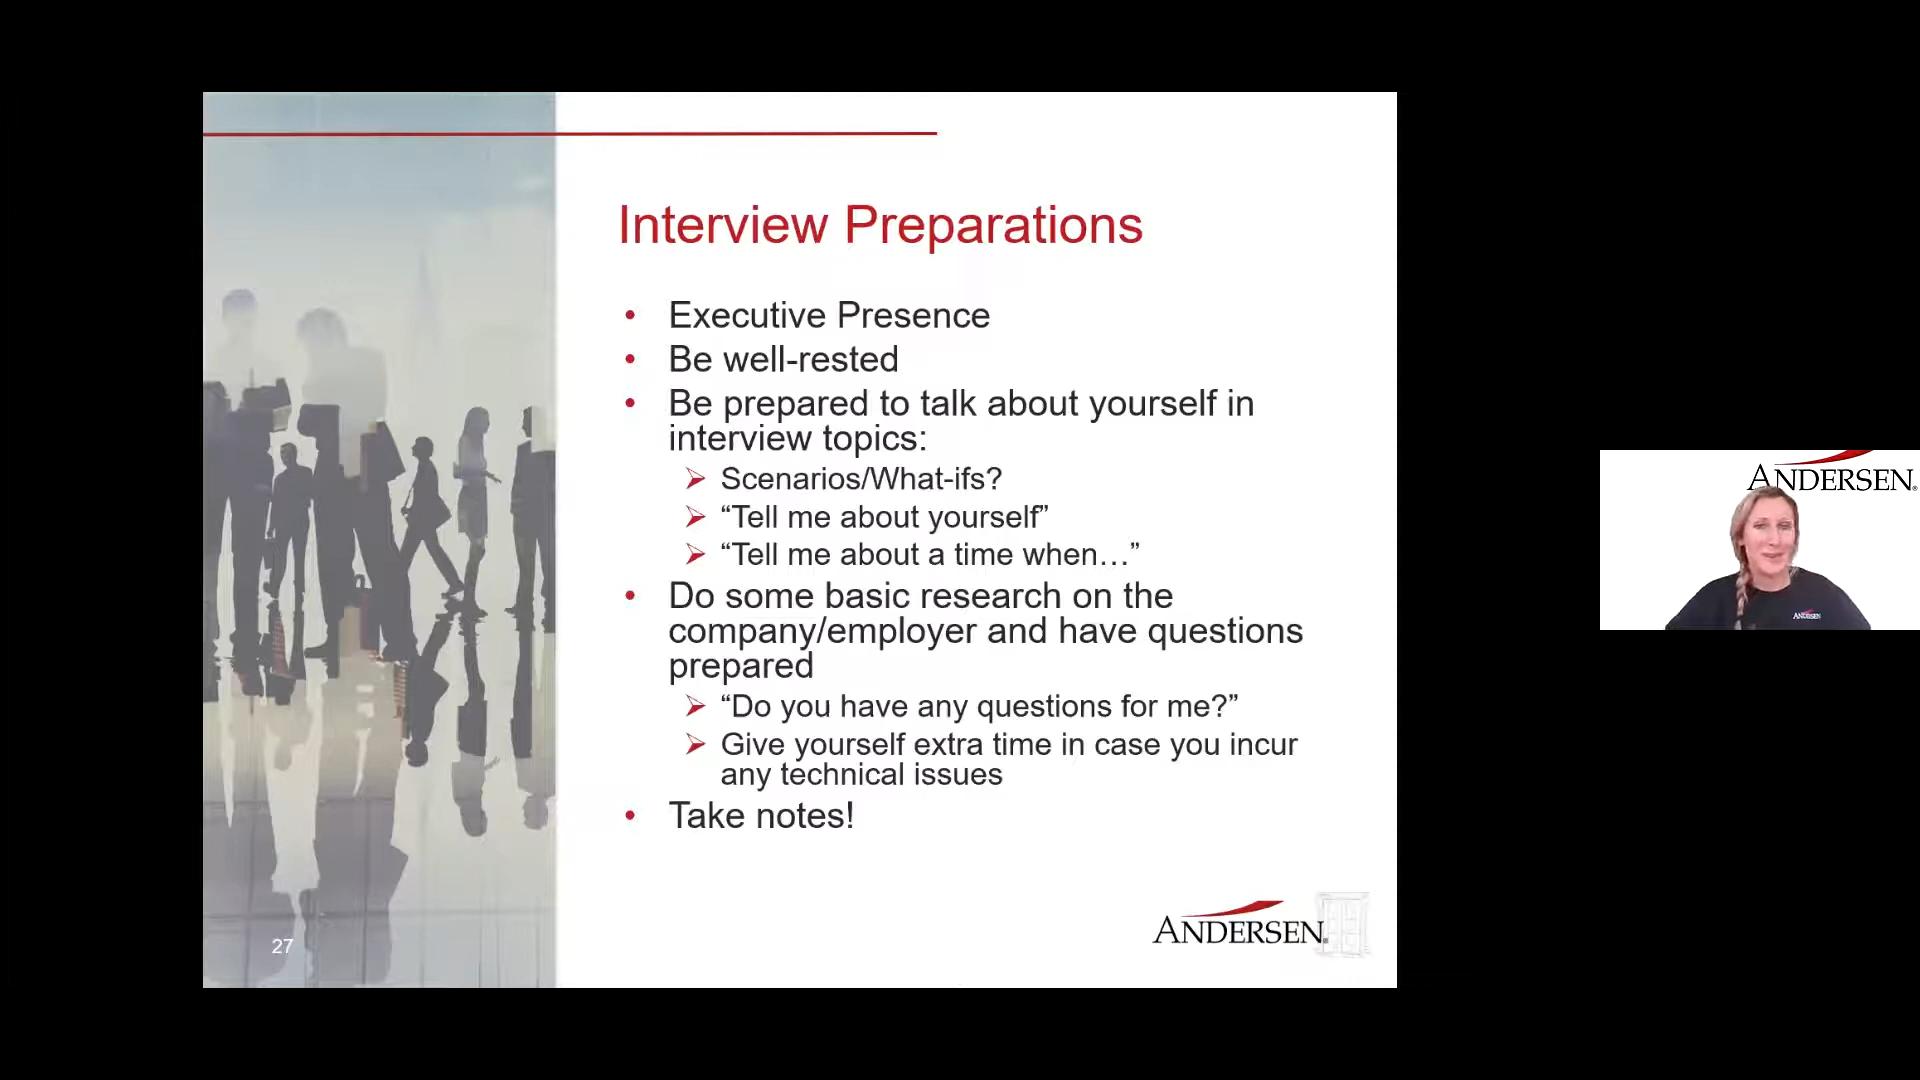 Interview Preparations
• Executive Presence
• Be well-rested
• Be prepared to talk about yourself in
interview topics:
➢ Scenarios/What-ifs?
➢ “Tell me about yourself”
➢ “Tell me about a time when…”
• Do some basic research on the
company/employer and have questions
prepared
➢ “Do you have any questions for me?”
➢ Give yourself extra time in case you incur
any technical issues
• Take notes!
27
ANDERSEN®
ANDERSEN®
ANDERSEN